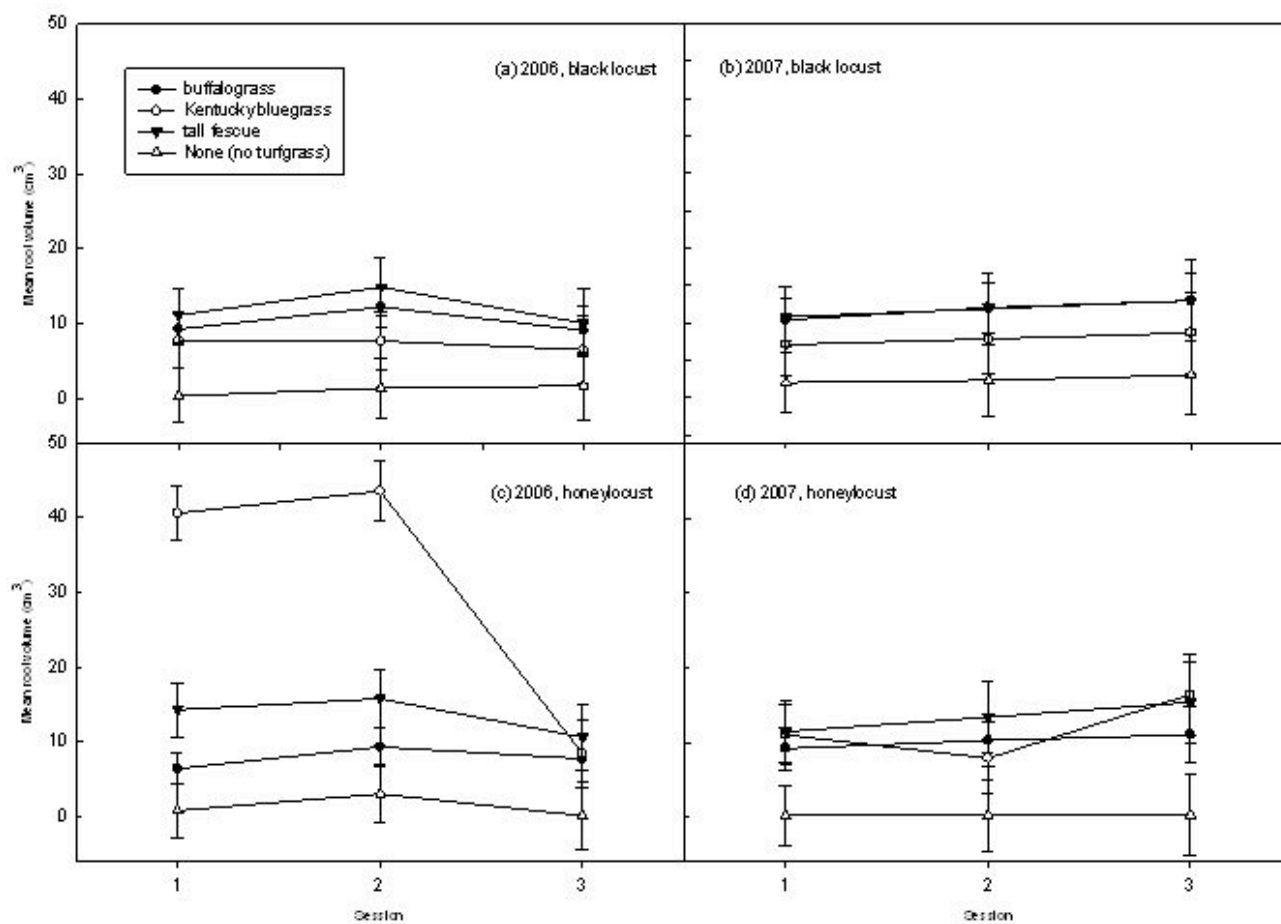 50
40
30
20
10
0
Mean root volume (cm3)
buffalograss
Kentucky bluegrass
tall fescue
None (no turfgrass)
(a) 2006, black locust
(b) 2007, black locust
50
40
30
20
10
0
Mean root volume (cm3)
(c) 2006, honeylocust
(d) 2007, honeylocust
1 2 3
1 2 3
Session
Session